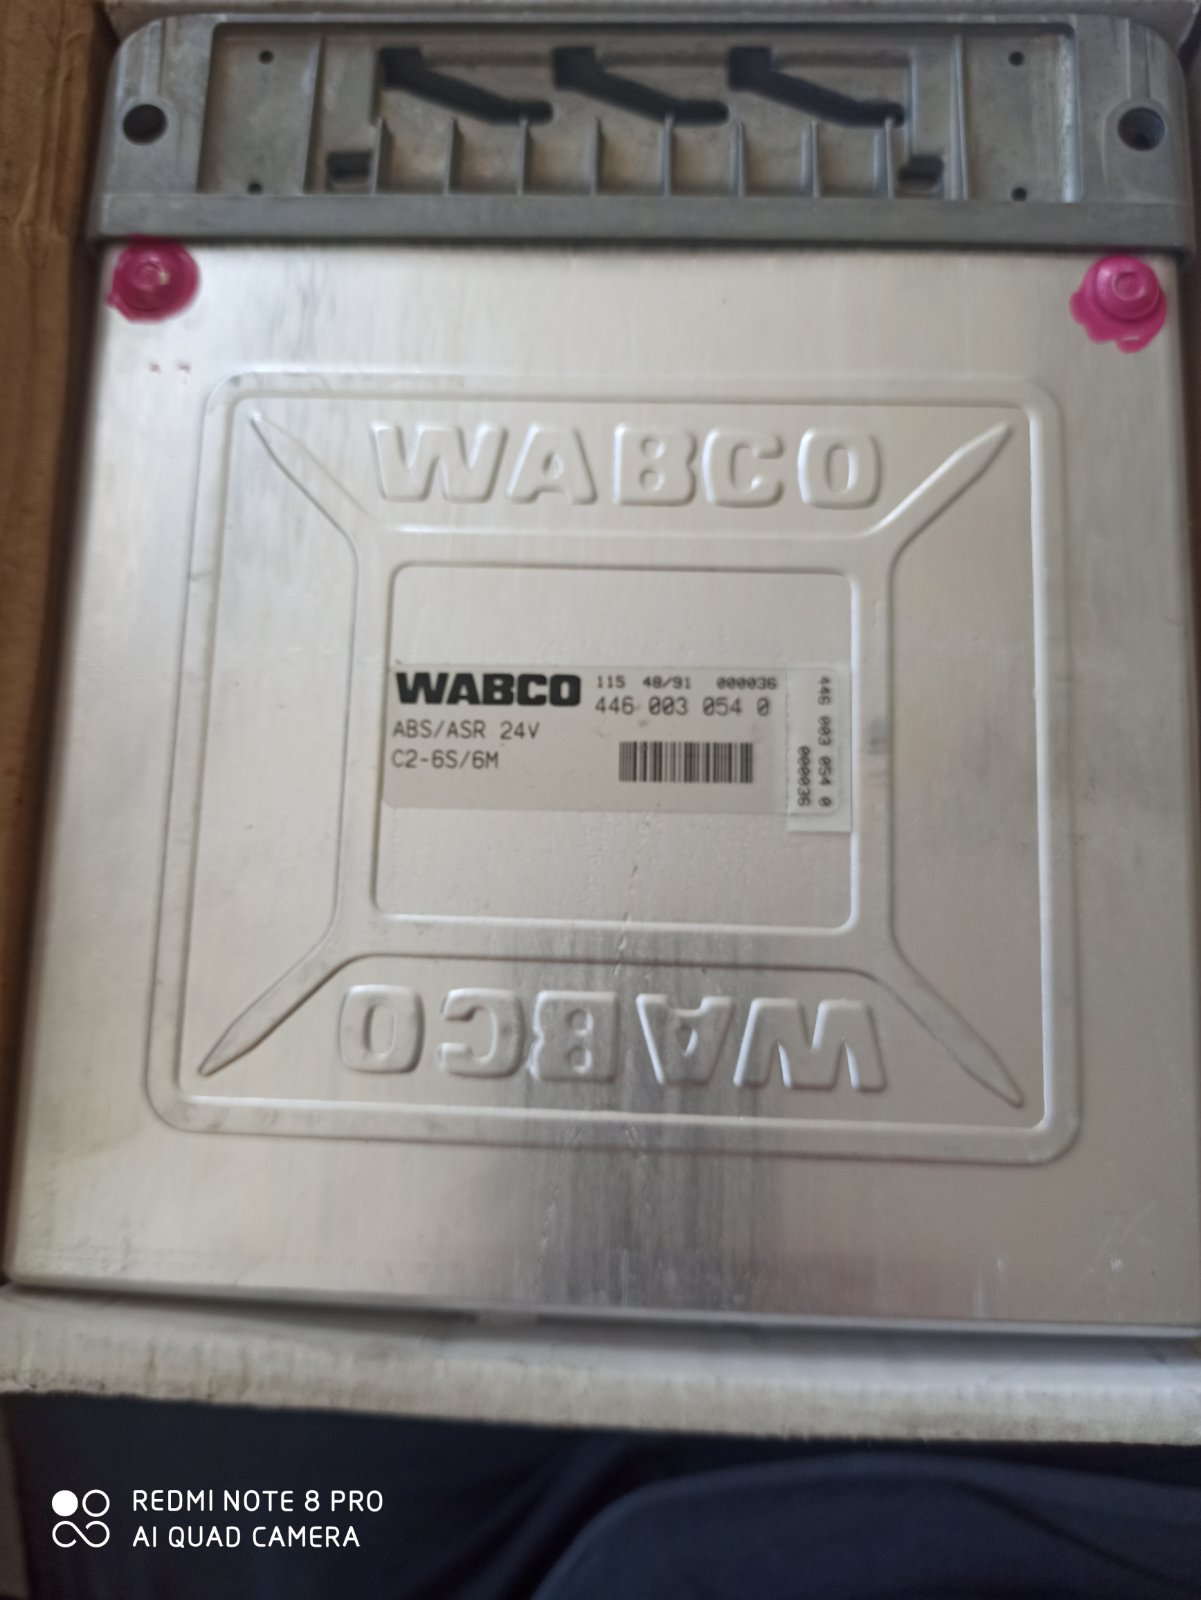 WABCO
WABCO 115 48/91 000036
446 003 054 0
ABS/ASR 24V
C2-6S/6M
446 003 054 0
000036
WABCO
REDMI NOTE 8 PRO
AI QUAD CAMERA